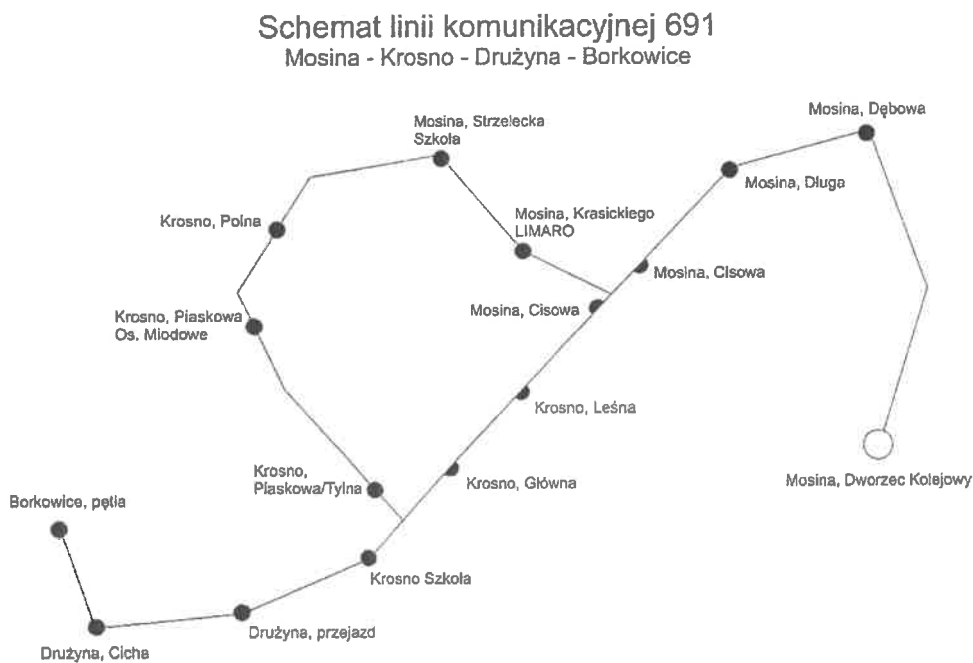 Schemat linii komunikacyjnej 691
Mosina - Krosno - Drużyna - Borkowice
Mosina, Dębowa
Mosina, Strzelecka
Szkoła
Mosina, Długa
Krosno, Polna
Mosina, Krasickiego
LIMARO
Mosina, Cisowa
Mosina, Cisowa
Krosno, Piaskowa
Os. Miodowe
Krosno, Leśna
Krosno,
Piaskowa/Tylna
Krosno, Główna
Mosina, Dworzec Kolejowy
Borkowice, pętla
Krosno Szkoła
Drużyna, przejazd
Drużyna, Cicha